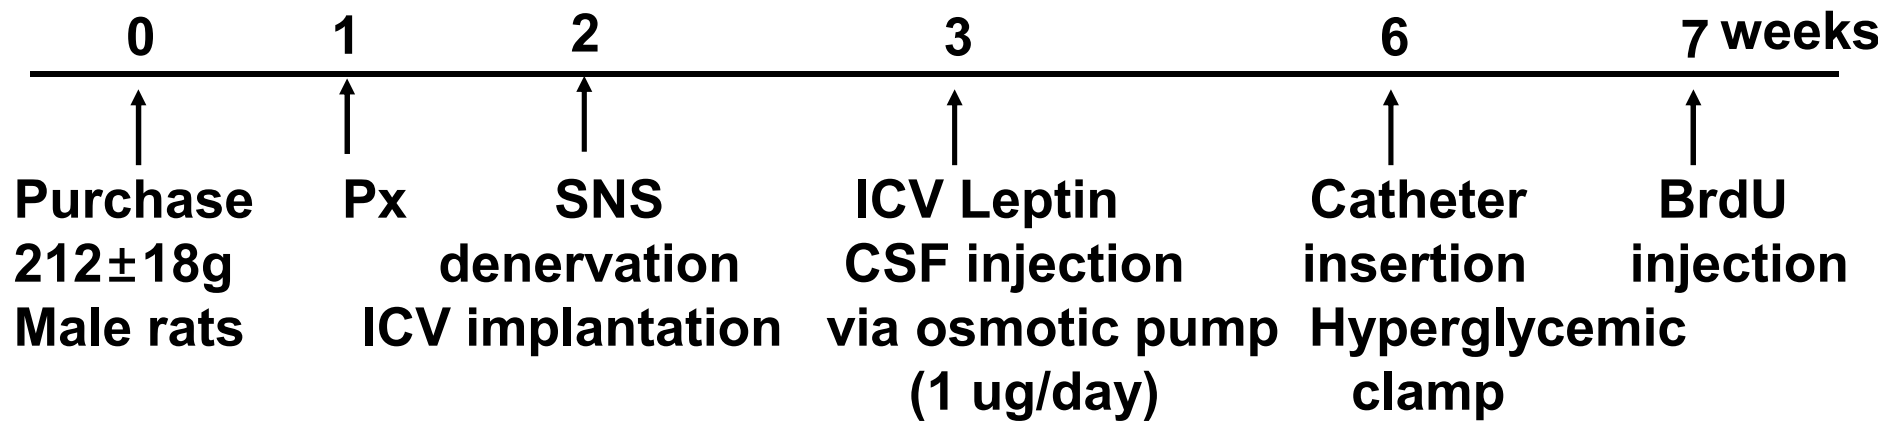 0 1 2 3 6 7 weeks
Purchase Px SNS ICV Leptin Catheter BrdU
212±18g denervation CSF injection insertion injection
Male rats ICV implantation via osmotic pump Hyperglycemic
(1 ug/day) clamp